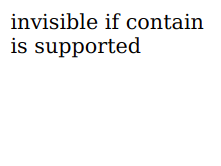 invisible if contain
is supported